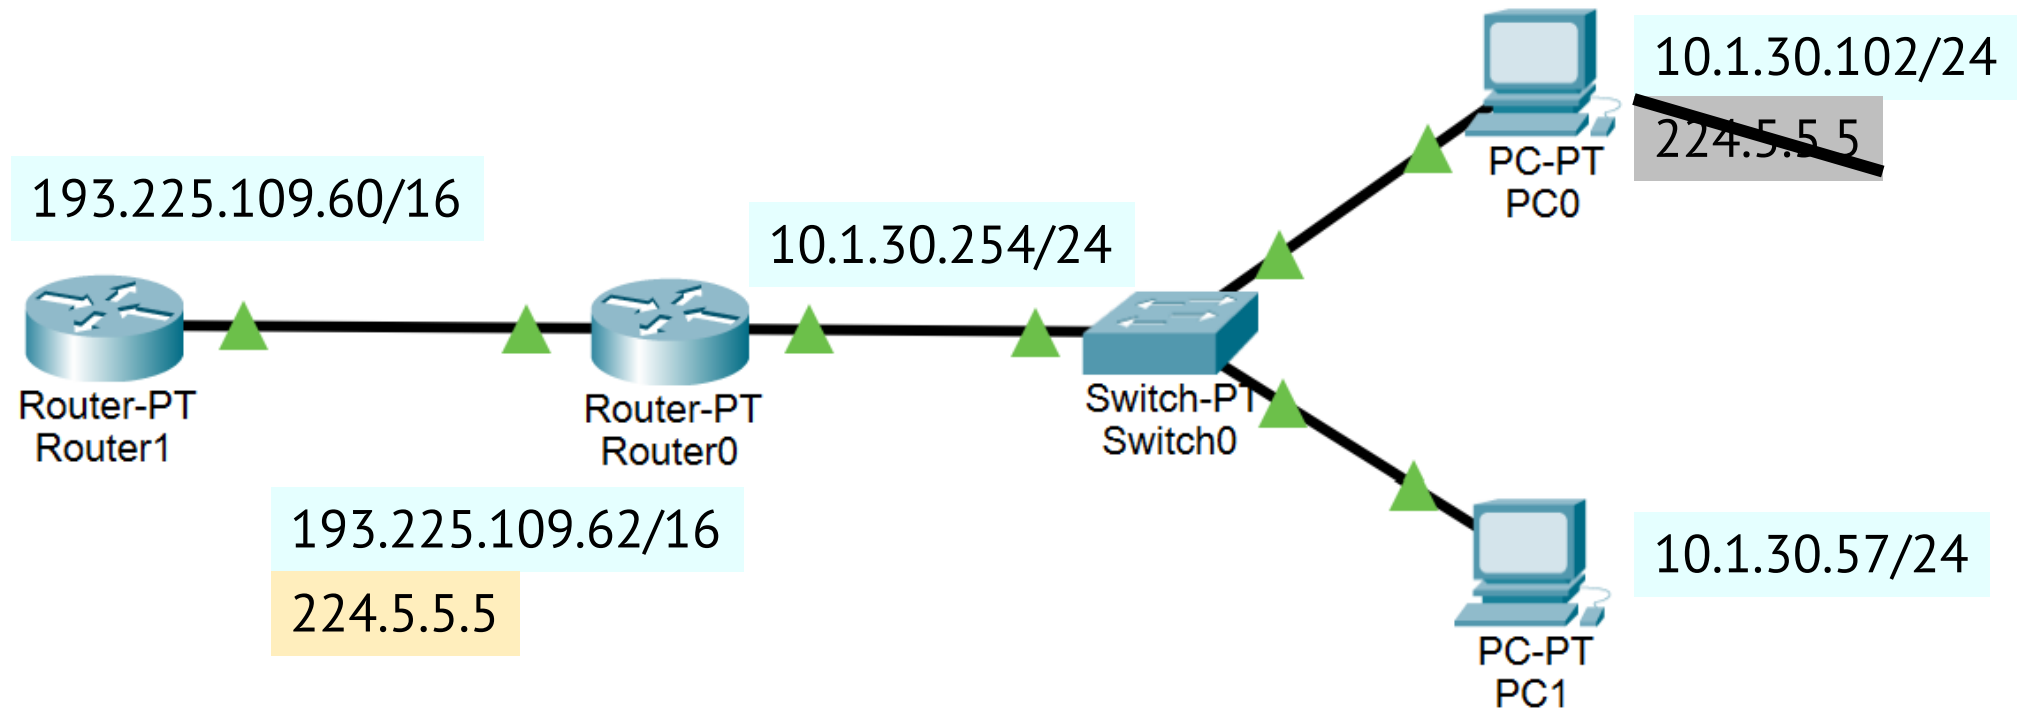 193.225.109.60/16
Router-PT
Router1
193.225.109.62/16
224.5.5.5
Router-PT
Router0
10.1.30.254/24
Switch-PT
Switch0
10.1.30.102/24
224.5.5.5
PC-PT
PC0
10.1.30.57/24
PC-PT
PC1